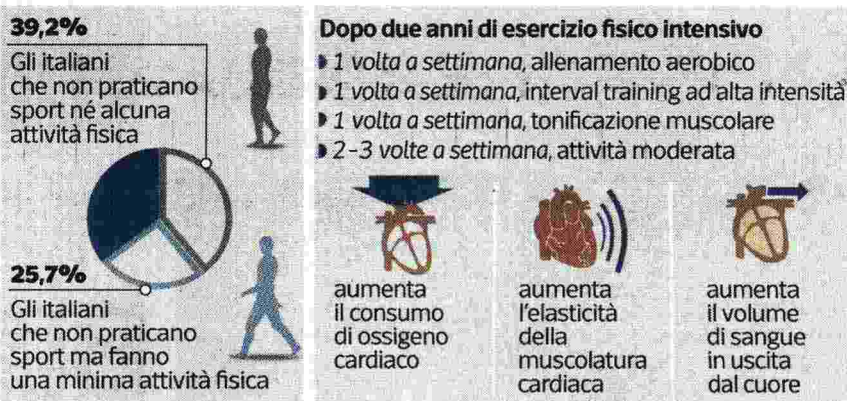 39,2%
Gli italiani
che non praticano
sport né alcuna
attività fisica
25,7%
Gli italiani
che non praticano
sport ma fanno
una minima attività fisica
Dopo due anni di esercizio fisico intensivo
1 volta a settimana, allenamento aerobico
1 volta a settimana, interval training ad alta intensità
1 volta a settimana, tonificazione muscolare
2-3 volte a settimana, attività moderata
aumenta
il consumo
di ossigeno
cardiaco
aumenta
l'elasticità
della
muscolatura
cardiaca
aumenta
il volume
di sangue
in uscita
dal cuore